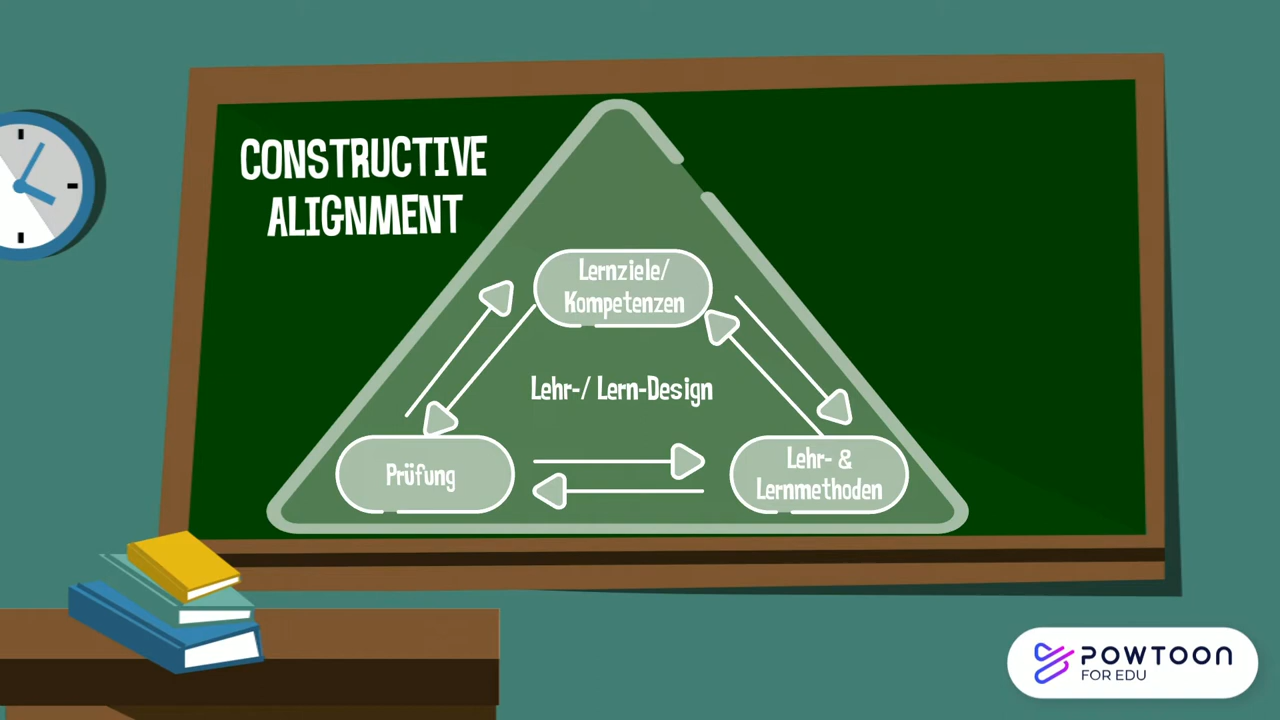 CONSTRUCTIVE
ALIGNMENT
Lernziele/
Kompetenzen
Lehr-/ Lern-Design
Prüfung
Lehr- &
Lernmethoden
POWTOON
FOR EDU